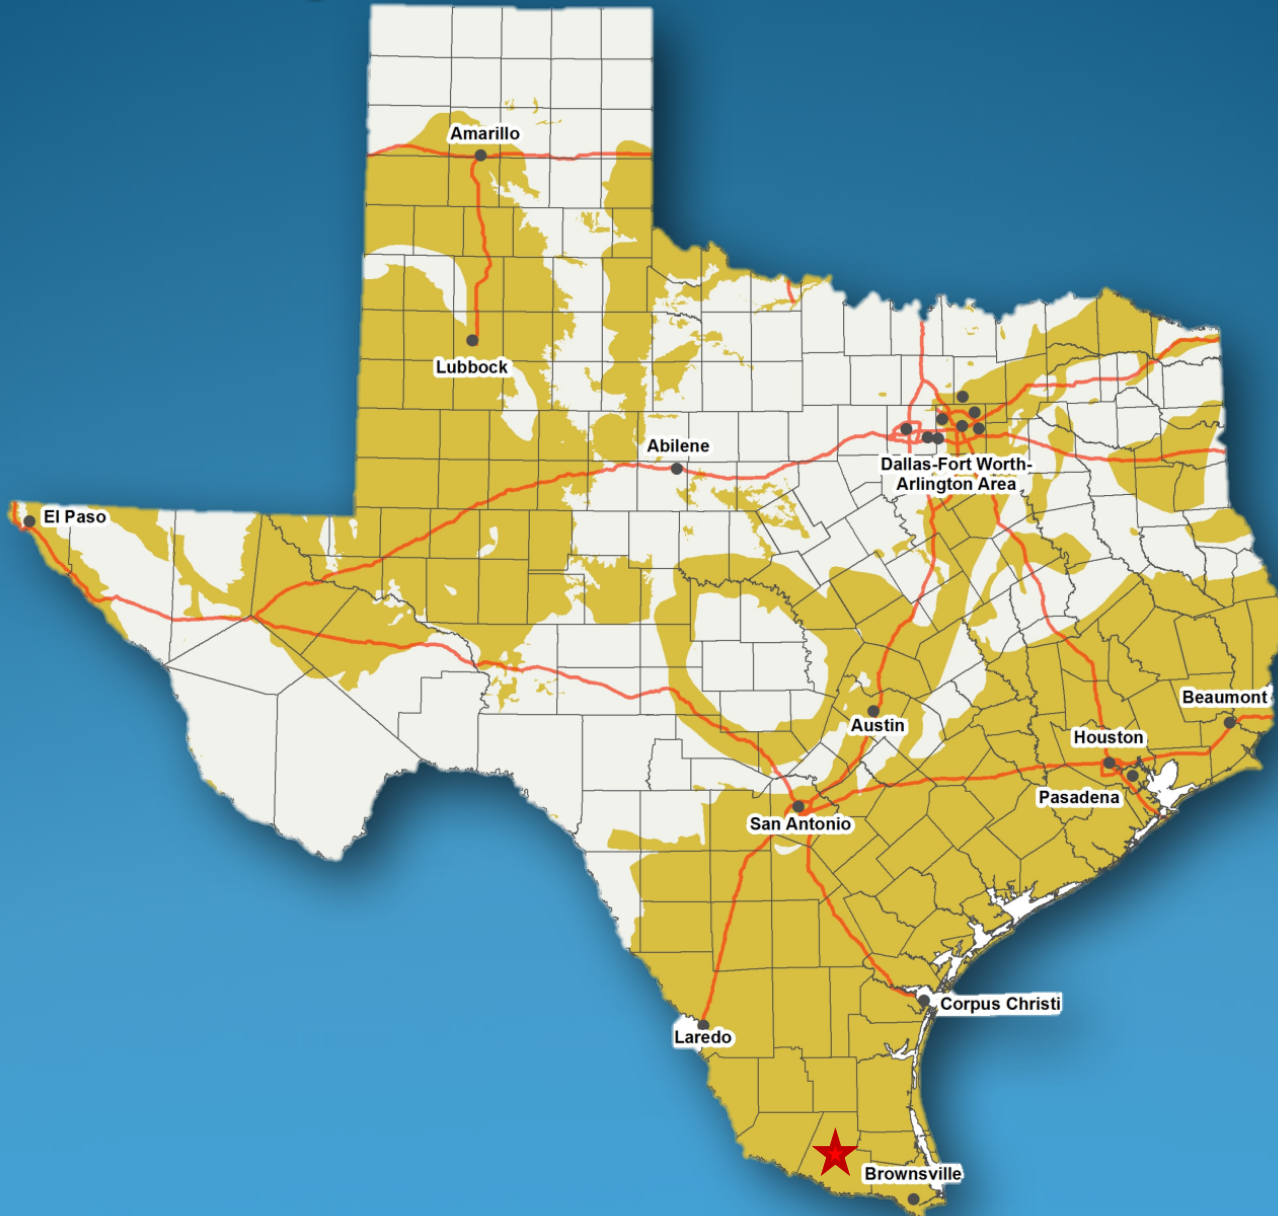 Amarillo
Lubbock
Abilene
Dallas-Fort Worth-
Arlington Area
El Paso
Beaumont
Austin
Houston
Pasadena
San Antonio
Corpus Christi
Laredo
Brownsville